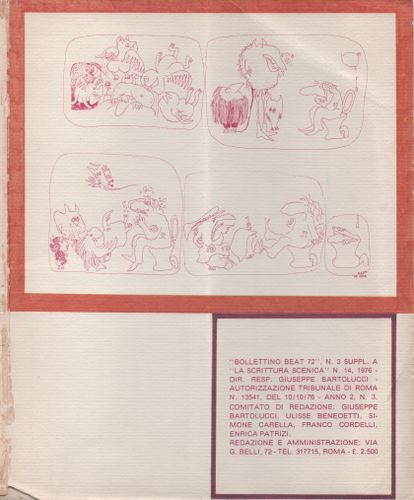 "BOLLETTINO BEAT 72", N. 3 SUPPL. A
"LA SCRITTURA SCENICA" N. 14, 1976 -
DIR. RESP. GIUSEPPE BARTOLUCCI -
AUTORIZZAZIONE TRIBUNALE DI ROMA
N. 13541, DEL 10/10/76 - ANNO 2, N. 3.
COMITATO DI REDAZIONE: GIUSEPPE
BARTOLUCCI, ULISSE BENEDETTI, SI-
MONE CARELLA, FRANCO CORDELLI,
ENRICA PATRIZI.
REDAZIONE E AMMINISTRAZIONE: VIA
G. BELLI, 72 - TEL. 317715, ROMA - £. 2.500